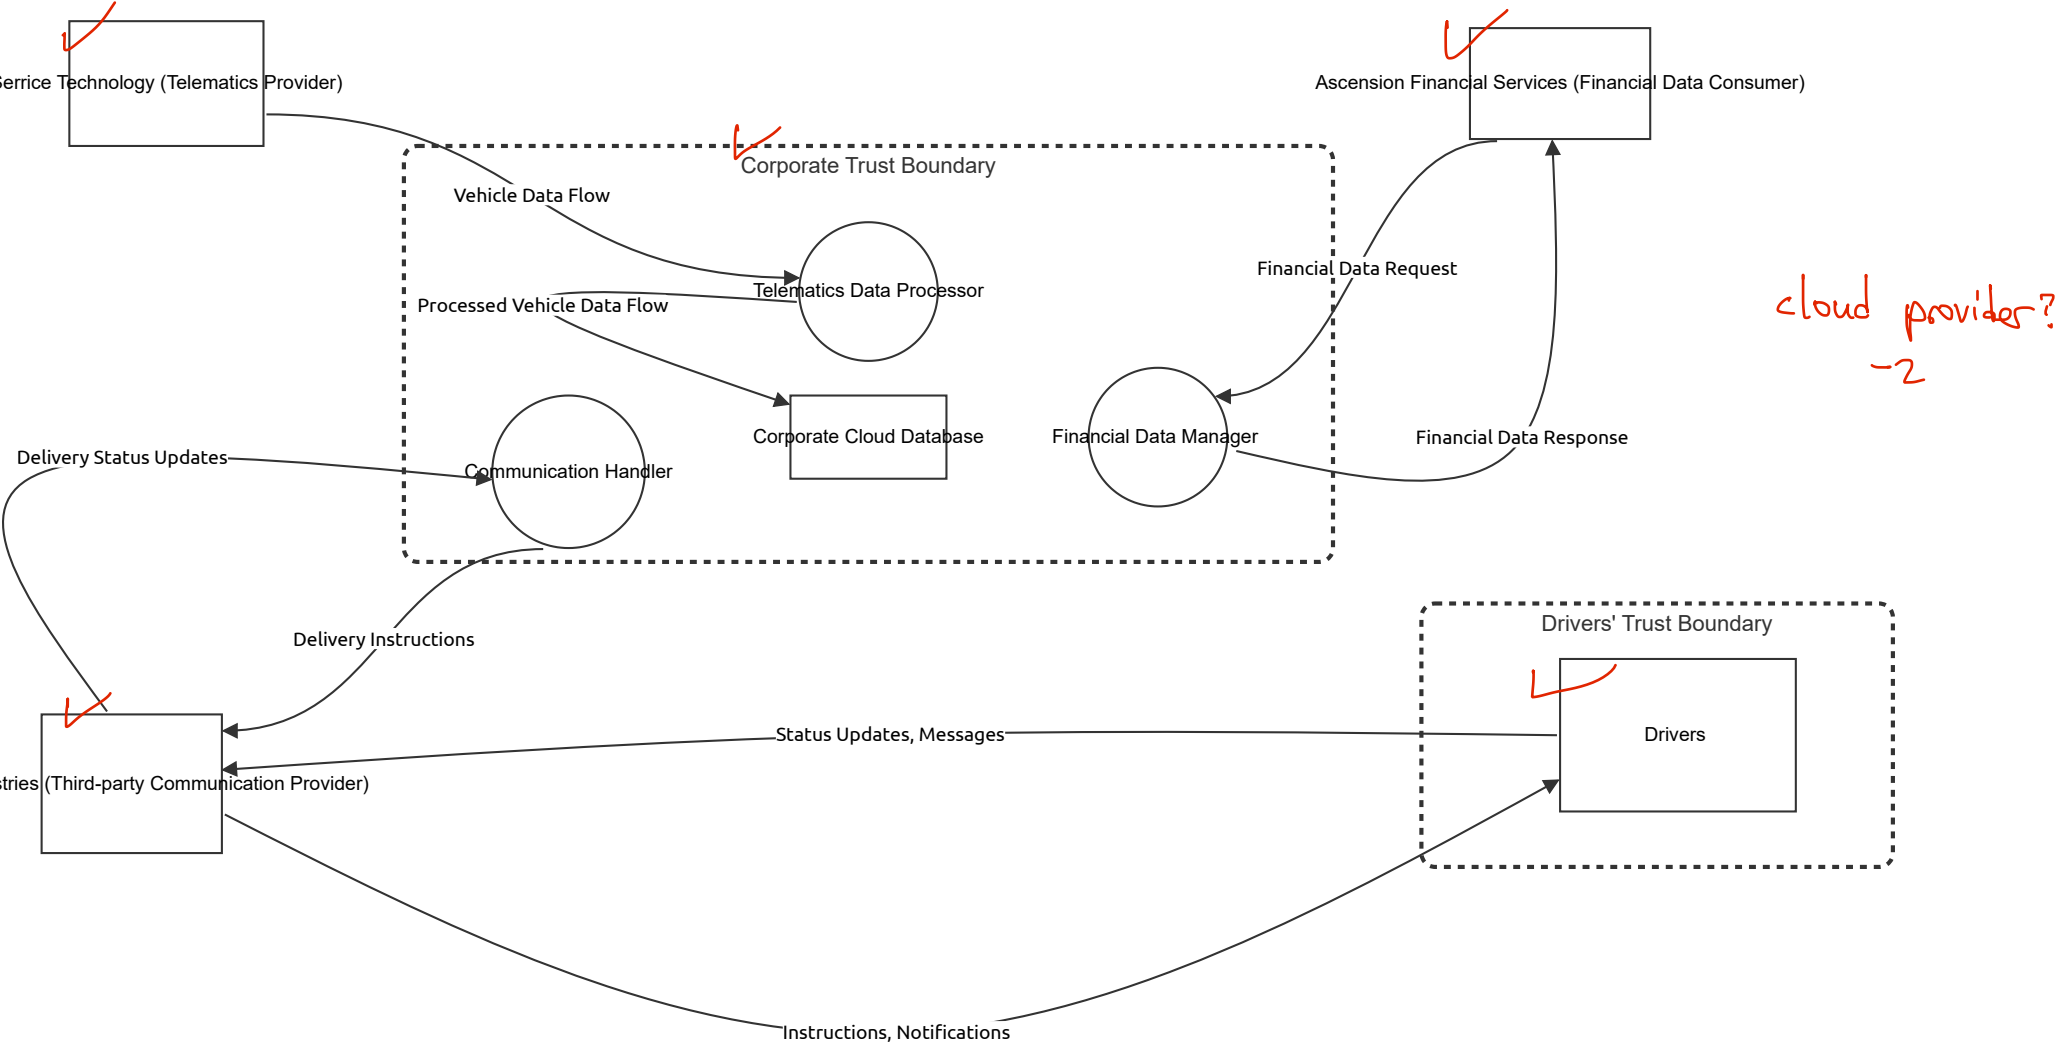 Serrice Technology (Telematics Provider)
Ascension Financial Services (Financial Data Consumer)
Corporate Trust Boundary
Vehicle Data Flow
Financial Data Request
Telematics Data Processor
Processed Vehicle Data Flow
cloud provider?
-2
Corporate Cloud Database
Financial Data Manager
Financial Data Response
Delivery Status Updates
Communication Handler
Drivers' Trust Boundary
Delivery Instructions
Status Updates, Messages
Drivers
(Third-party Communication Provider)
Instructions, Notifications